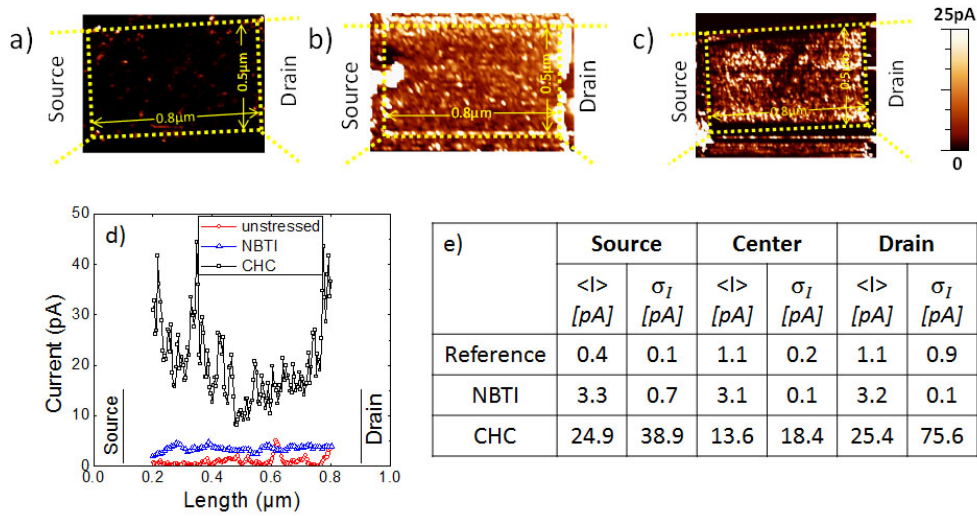 a)
Source
0.8μm
0.5μm
Drain
b)
0.8μm
0.5μm
Drain
c)
Source
0.8μm
0.5μ
Drain
25pA
0
d)
unstressed
NBTI
CHC
Current (pA)
50
40
30
20
10
0
Source
Drain
0.0 0.2 0.4 0.6 0.8 1.0
Length (μm)
e) Source Center Drain
<I> σI <I> σI <I> σI
[pA] [pA] [pA] [pA] [pA] [pA]
Reference 0.4 0.1 1.1 0.2 1.1 0.9
NBTI 3.3 0.7 3.1 0.1 3.2 0.1
CHC 24.9 38.9 13.6 18.4 25.4 75.6